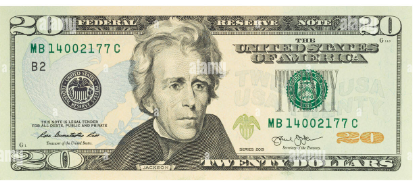 20 FEDERAL RESERVE NOTE 20
THE
UNITED STATES
OF AMERICA
MB 14002177 C
B2
alamy
THIS NOTE IS LEGAL TENDER
FOR ALL DEBTS, PUBLIC AND PRIVATE
MB 14002177 C
Treasurer of the United States
SERIES 2013
20
Secretary of the Treasury
JACKSON
20 TWENTY DOLLARS